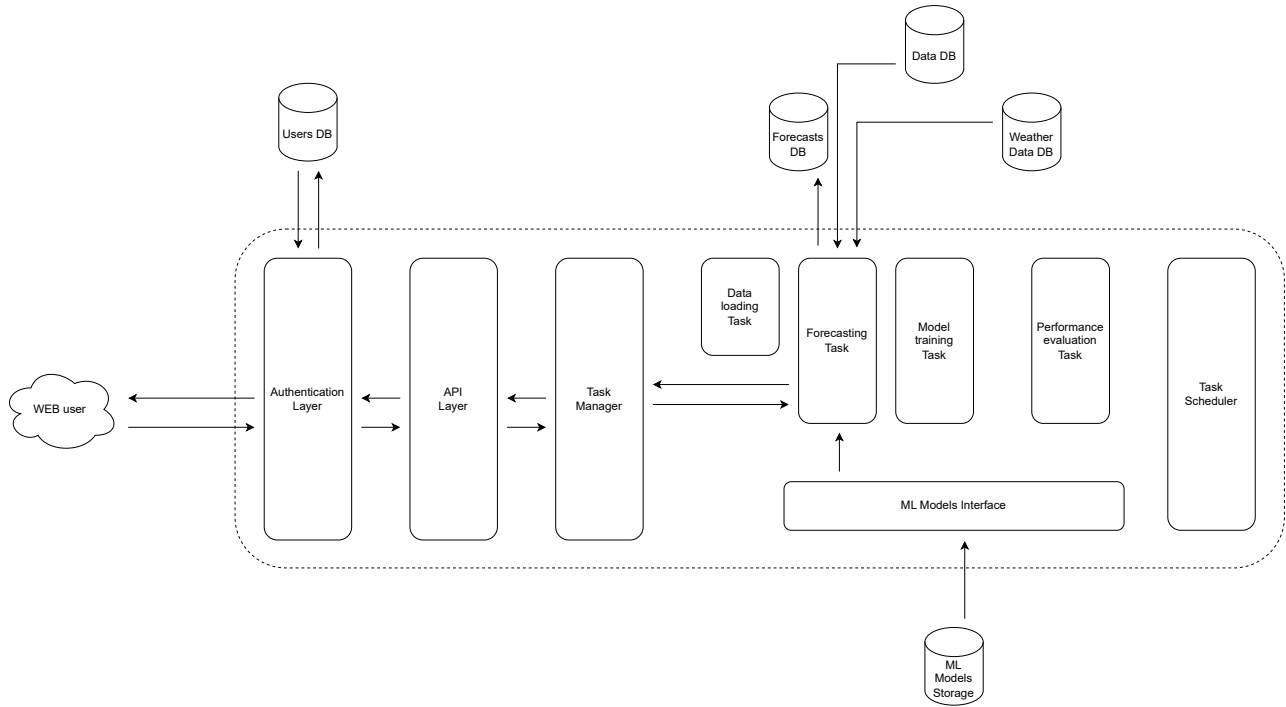 Data DB
Users DB
Forecasts
DB
Weather
Data DB
WEB user
Authentication
Layer
API
Layer
Task
Manager
Data
loading
Task
Forecasting
Task
Model
training
Task
Performance
evaluation
Task
Task
Scheduler
ML Models Interface
ML
Models
Storage